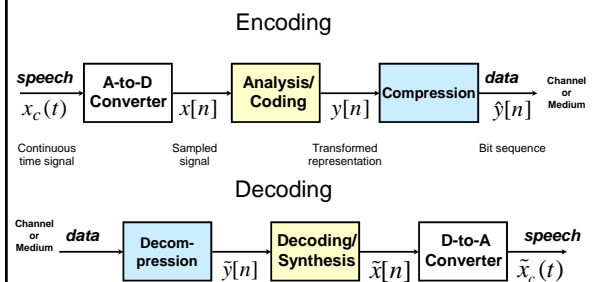 Encoding
speech
x_c(t)
A-to-D
Converter
x[n]
Analysis/
Coding
y[n]
Compression
data
ŷ[n]
Channel
or
Medium
Continuous
time signal
Sampled
signal
Transformed
representation
Bit sequence
Decoding
Channel
or
Medium
data
Decom-
pression
ỹ[n]
Decoding/
Synthesis
x̃[n]
D-to-A
Converter
speech
x̃_c(t)